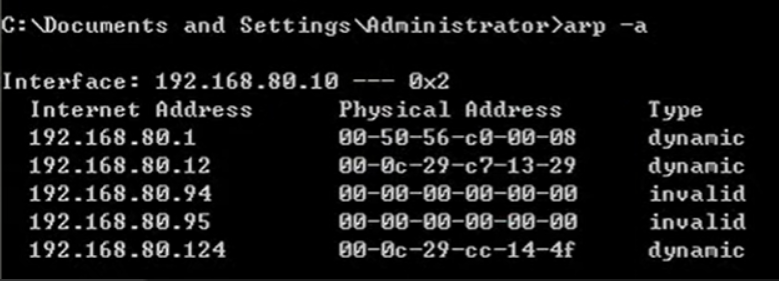 C:\Documents and Settings\Administrator>arp -a
Interface: 192.168.80.10 --- 0x2
Internet Address Physical Address Type
192.168.80.1 00-50-56-c0-00-08 dynamic
192.168.80.12 00-0c-29-c7-13-29 dynamic
192.168.80.94 00-00-00-00-00-00 invalid
192.168.80.95 00-00-00-00-00-00 invalid
192.168.80.124 00-0c-29-cc-14-4f dynamic